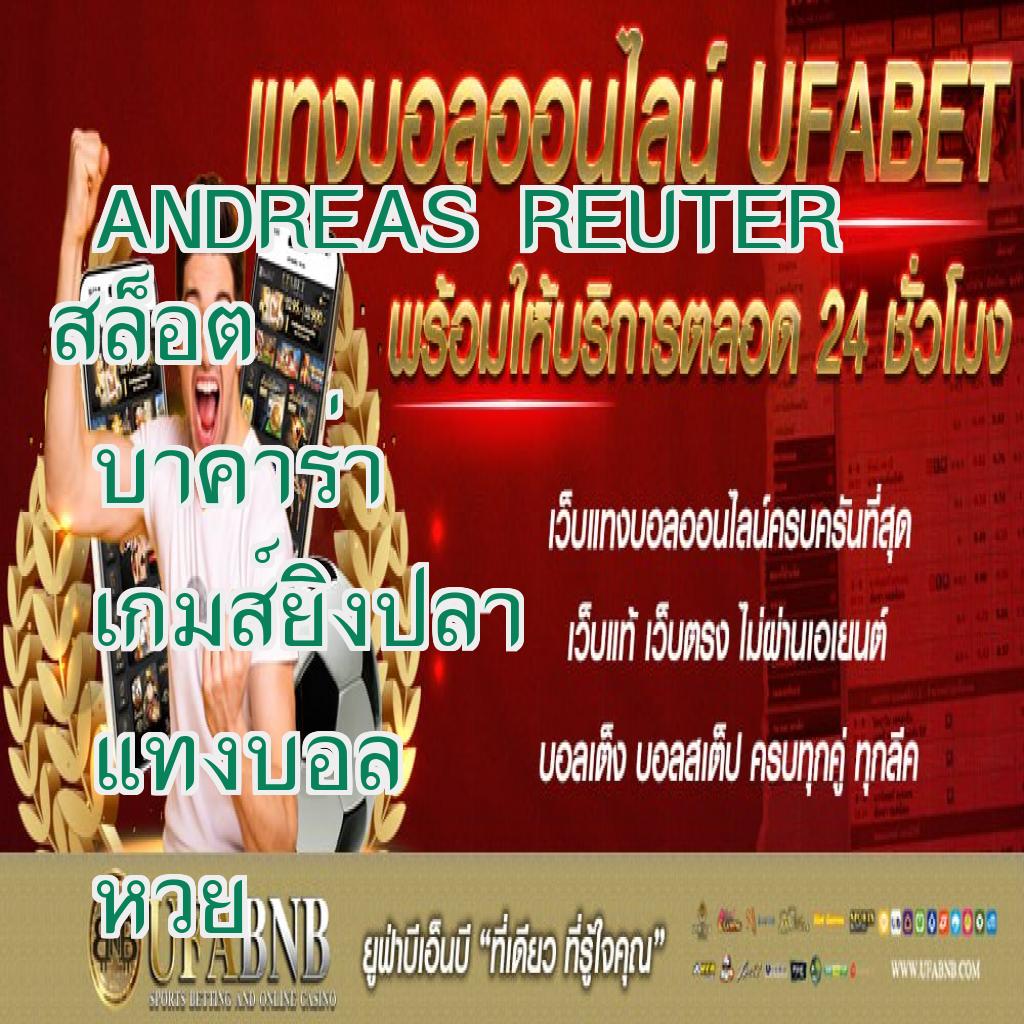 แทงบอลออนไลน์ UFABET
ANDREAS REUTER
พร้อมให้บริการตลอด 24 ชั่วโมง
สล็อต
บาคาร่า
เว็บแทงบอลออนไลน์ครบครันที่สุด
เกมส์ยิงปลา
เว็บแท้ เว็บตรง ไม่ผ่านเอเยนต์
แทงบอล
บอลเต็ง บอลสเต็ป ครบทุกคู่ ทุกลีค
หวย
UFABNB
SPORTS BETTING AND ONLINE CASINO
ยูฟ่าบีเอ็นบี “ที่เดียว ที่รู้ใจคุณ”
WWW.UFABNB.COM